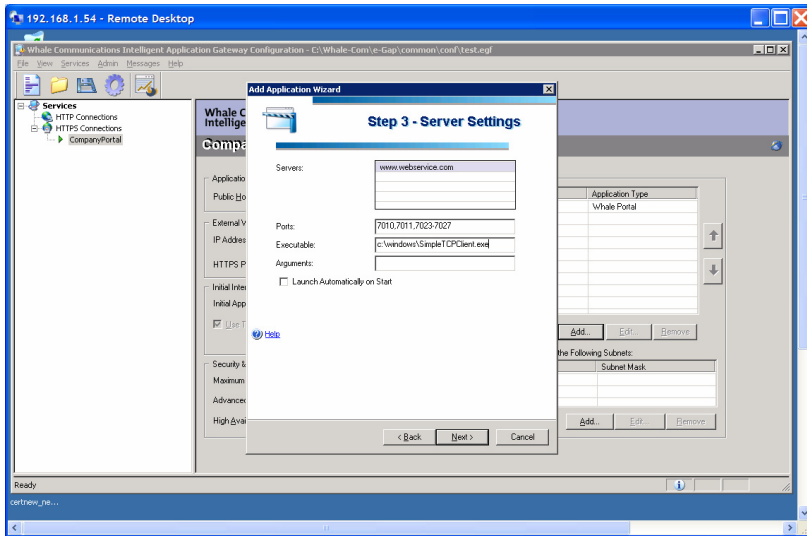 192.168.1.54 - Remote Desktop
Whale Communications Intelligent Application Gateway Configuration - C:\Whale-Com\e-Gap\common\conf\test.egf
File View Services Admin Messages Help
Services
HTTP Connections
HTTPS Connections
CompanyPortal
Whale C
Intellige
Compa
Applicatio
Public Ho
External V
IP Addres
HTTPS P
Initial Inter
Initial App
Use T
Security &
Maximum
Advanced
High Avai
Add Application Wizard
Step 3 - Server Settings
Servers:
www.webservice.com
Ports:
7010,7011,7023-7027
Executable:
c:\windows\SimpleTCPClient.exe
Arguments:
Launch Automatically on Start
Help
< Back
Next >
Cancel
Application Type
Whale Portal
Add...
Edit...
Remove
the Following Subnets:
Subnet Mask
Add...
Edit...
Remove
Ready
certnew_ne...